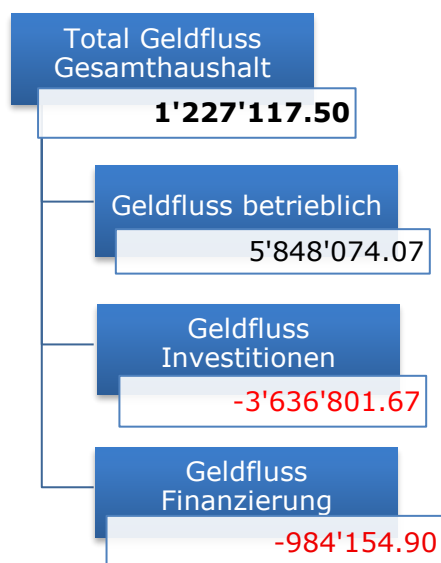 Total Geldfluss
Gesamthaushalt
1'227'117.50
Geldfluss betrieblich
5'848'074.07
Geldfluss
Investitionen
-3'636'801.67
Geldfluss
Finanzierung
-984'154.90